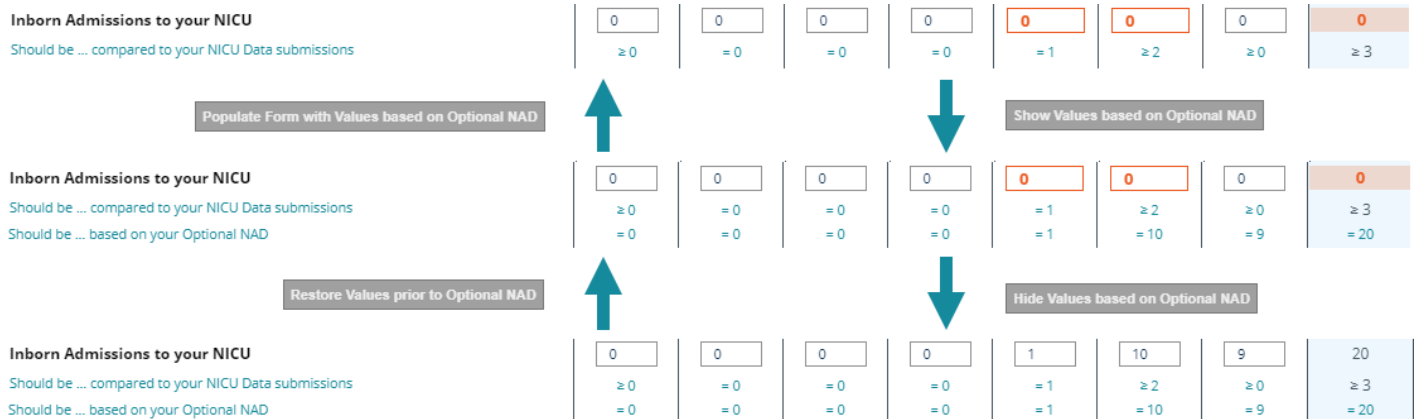 Inborn Admissions to your NICU 0 0 0 0 0 0 0 0
Should be ... compared to your NICU Data submissions ≥ 0 = 0 = 0 = 0 = 1 ≥ 2 ≥ 0 ≥ 3
Populate Form with Values based on Optional NAD Show Values based on Optional NAD
Inborn Admissions to your NICU 0 0 0 0 0 0 0 0
Should be ... compared to your NICU Data submissions ≥ 0 = 0 = 0 = 0 = 1 ≥ 2 ≥ 0 ≥ 3
Should be ... based on your Optional NAD = 0 = 0 = 0 = 0 = 1 = 10 = 9 = 20
Restore Values prior to Optional NAD Hide Values based on Optional NAD
Inborn Admissions to your NICU 0 0 0 0 1 10 9 20
Should be ... compared to your NICU Data submissions ≥ 0 = 0 = 0 = 0 = 1 ≥ 2 ≥ 0 ≥ 3
Should be ... based on your Optional NAD = 0 = 0 = 0 = 0 = 1 = 10 = 9 = 20